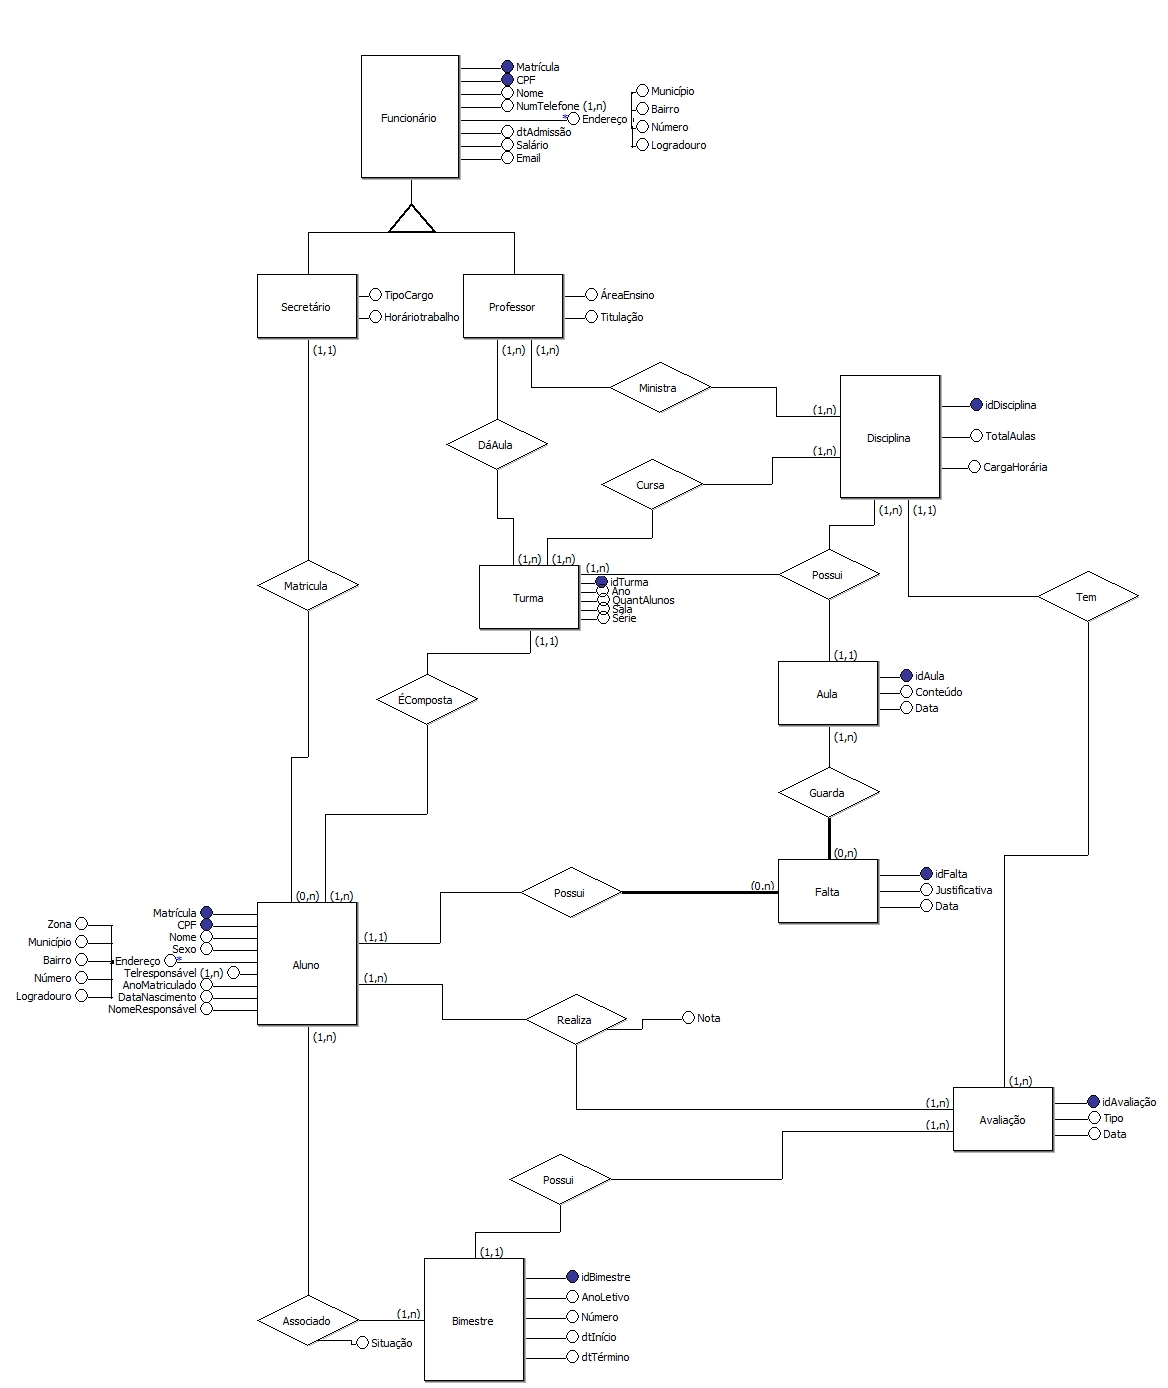 Matrícula
CPF
Nome
NumTelefone (1,n)
Funcionário
* Endereço
Município
Bairro
Número
Logradouro
dtAdmissão
Salário
Email
Secretário
TipoCargo
Horáriotrabalho
Professor
ÁreaEnsino
Titulação
(1,1)
(1,n)
(1,n)
Ministra
(1,n)
Disciplina
idDisciplina
TotalAulas
CargaHorária
DáAula
(1,n)
Cursa
(1,n)
(1,1)
(1,n)
(1,n)
(1,n)
Matricula
Turma
idTurma
Ano
QuantAlunos
Sala
Série
Possui
Tem
(1,1)
(1,1)
ÉComposta
Aula
idAula
Conteúdo
Data
(1,n)
Guarda
(0,n)
Falta
idFalta
Justificativa
Data
Possui
(0,n)
(0,n)
(1,n)
Matrícula
CPF
Nome
Sexo
Endereço *
Zona
Município
Bairro
Número
Logradouro
Telresponsável (1,n)
AnoMatriculado
DataNascimento
NomeResponsável
Aluno
(1,1)
(1,n)
(1,n)
Realiza
Nota
(1,n)
(1,n)
(1,n)
Avaliação
idAvaliação
Tipo
Data
Possui
(1,1)
Associado
(1,n)
Situação
Bimestre
idBimestre
AnoLetivo
Número
dtInício
dtTérmino